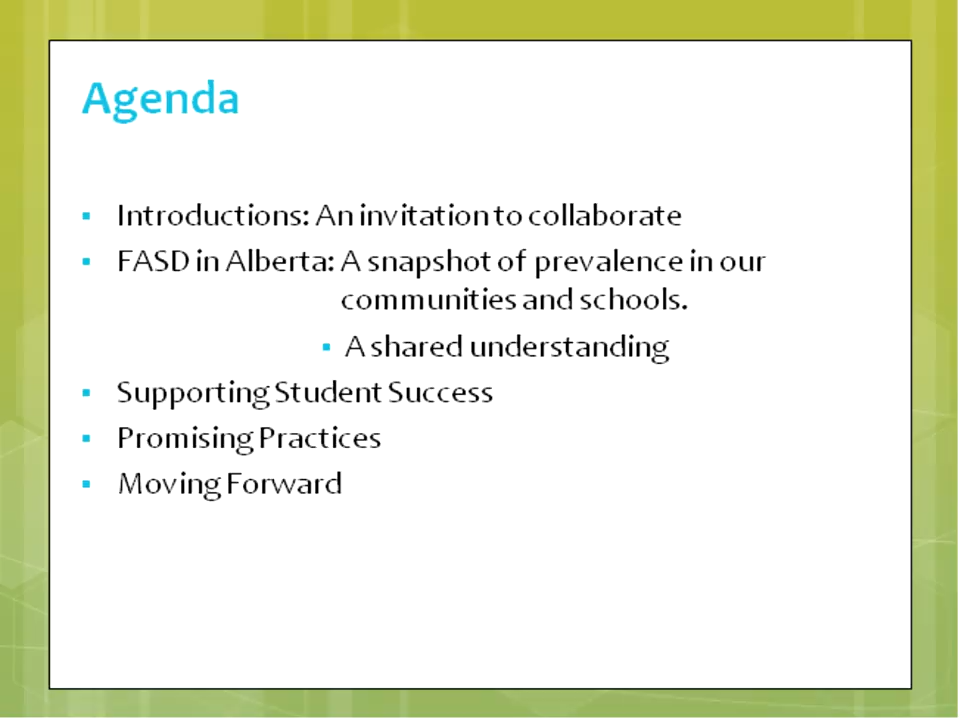 Agenda
▪ Introductions: An invitation to collaborate
▪ FASD in Alberta: A snapshot of prevalence in our
communities and schools.
▪ A shared understanding
▪ Supporting Student Success
▪ Promising Practices
▪ Moving Forward